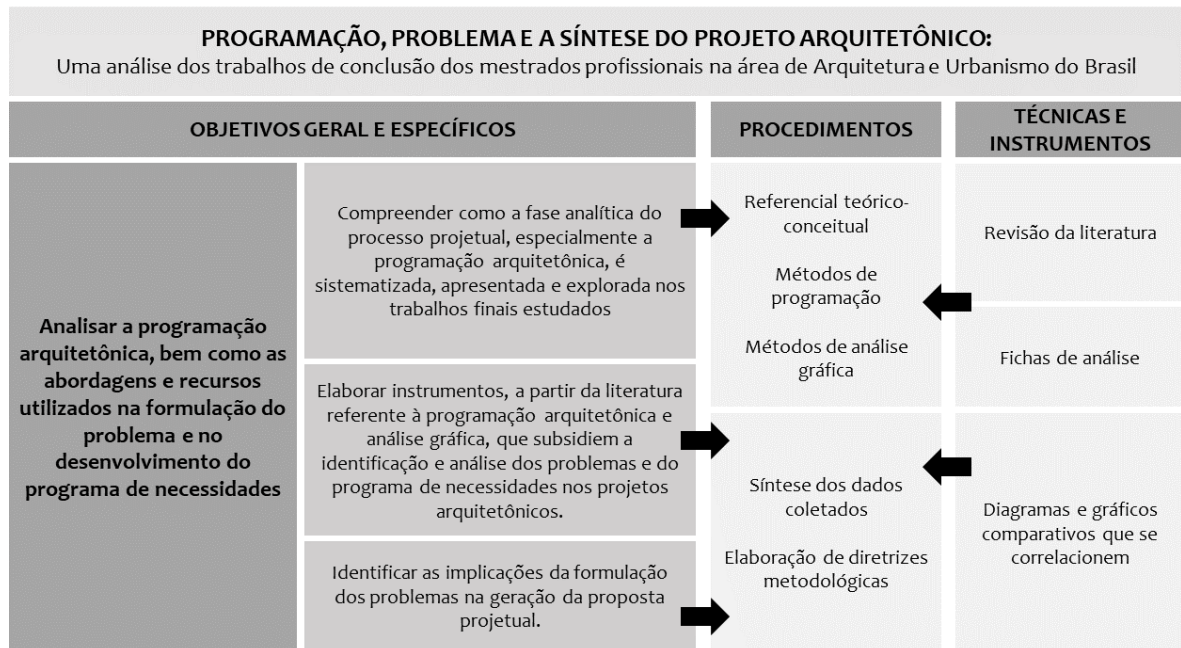 PROGRAMAÇÃO, PROBLEMA E A SÍNTESE DO PROJETO ARQUITETÔNICO:
Uma análise dos trabalhos de conclusão dos mestrados profissionais na área de Arquitetura e Urbanismo do Brasil
OBJETIVOS GERAL E ESPECÍFICOS
PROCEDIMENTOS
TÉCNICAS E
INSTRUMENTOS
Analisar a programação
arquitetônica, bem como as
abordagens e recursos
utilizados na formulação do
problema e no
desenvolvimento do
programa de necessidades
Compreender como a fase analítica do
processo projetual, especialmente a
programação arquitetônica, é
sistematizada, apresentada e explorada nos
trabalhos finais estudados
Elaborar instrumentos, a partir da literatura
referente à programação arquitetônica e
análise gráfica, que subsidiem a
identificação e análise dos problemas e do
programa de necessidades nos projetos
arquitetônicos.
Identificar as implicações da formulação
dos problemas na geração da proposta
projetual.
Referencial teórico-
conceitual
Métodos de
programação
Métodos de análise
gráfica
Síntese dos dados
coletados
Elaboração de diretrizes
metodológicas
Revisão da literatura
Fichas de análise
Diagramas e gráficos
comparativos que se
correlacionem